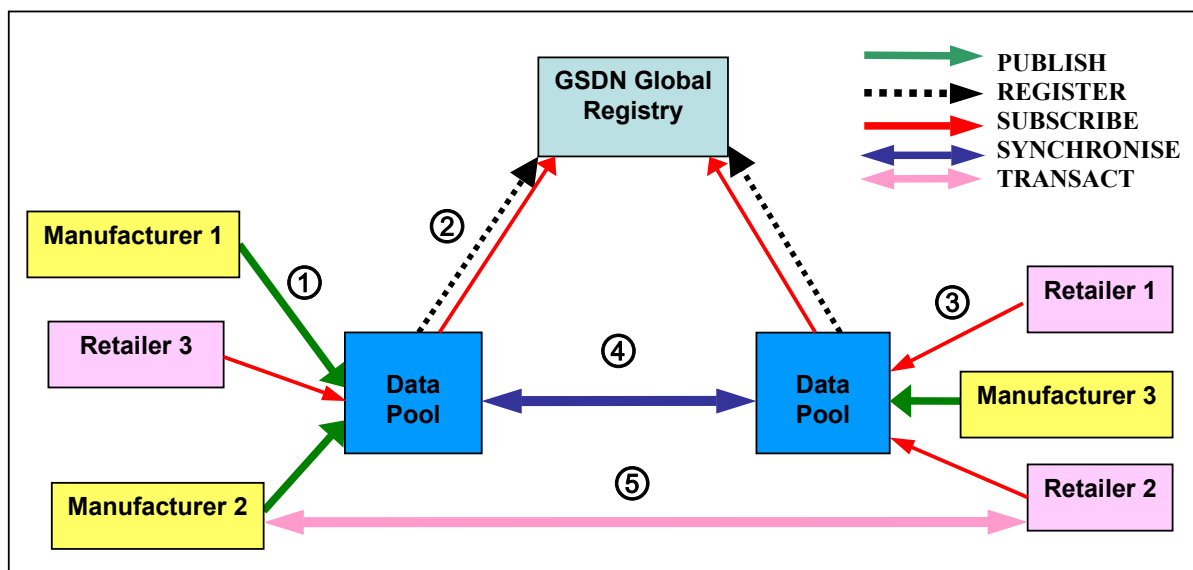 GSDN Global
Registry
PUBLISH
REGISTER
SUBSCRIBE
SYNCHRONISE
TRANSACT
Manufacturer 1
②
①
Retailer 3
Data
Pool
④
Data
Pool
③
Retailer 1
Manufacturer 3
Manufacturer 2
⑤
Retailer 2